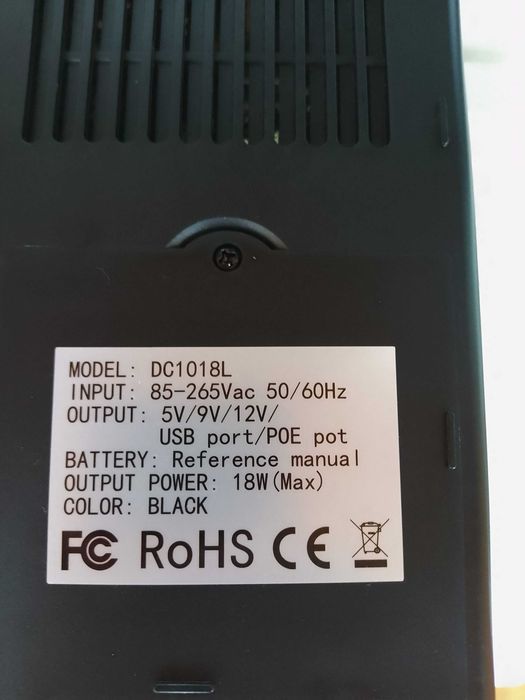 MODEL: DC1018L
INPUT: 85-265Vac 50/60Hz
OUTPUT: 5V/9V/12V/
USB port/POE pot
BATTERY: Reference manual
OUTPUT POWER: 18W(Max)
COLOR: BLACK
FC RoHS CE